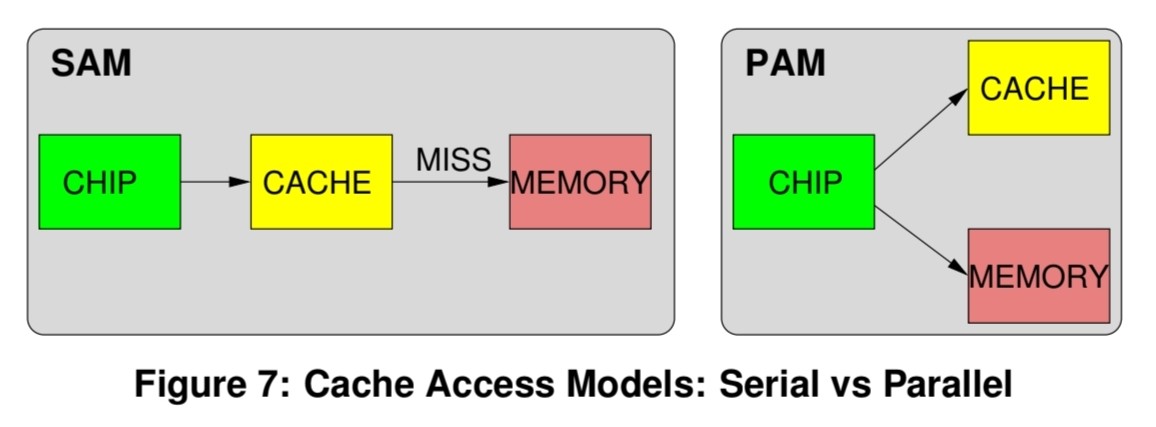 SAM
CHIP
CACHE
MISS
MEMORY
PAM
CHIP
CACHE
MEMORY
Figure 7: Cache Access Models: Serial vs Parallel